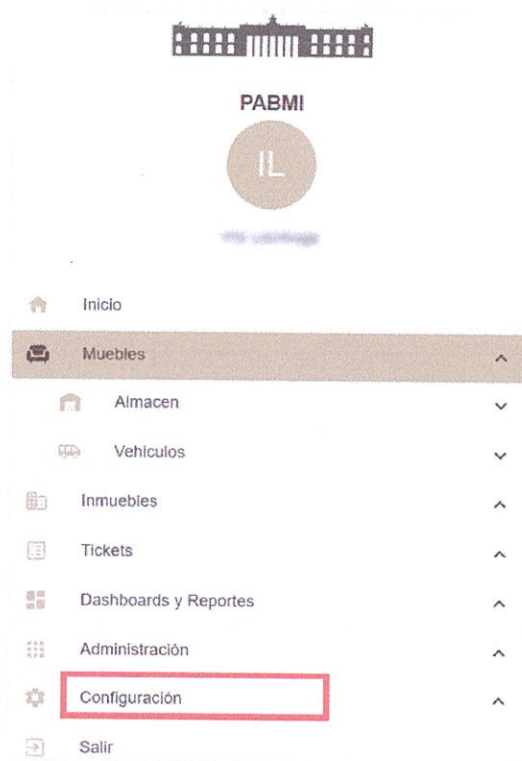 PABMI
IL
Inicio
Muebles
Almacen
Vehiculos
Inmuebles
Tickets
Dashboards y Reportes
Administración
Configuración
Salir